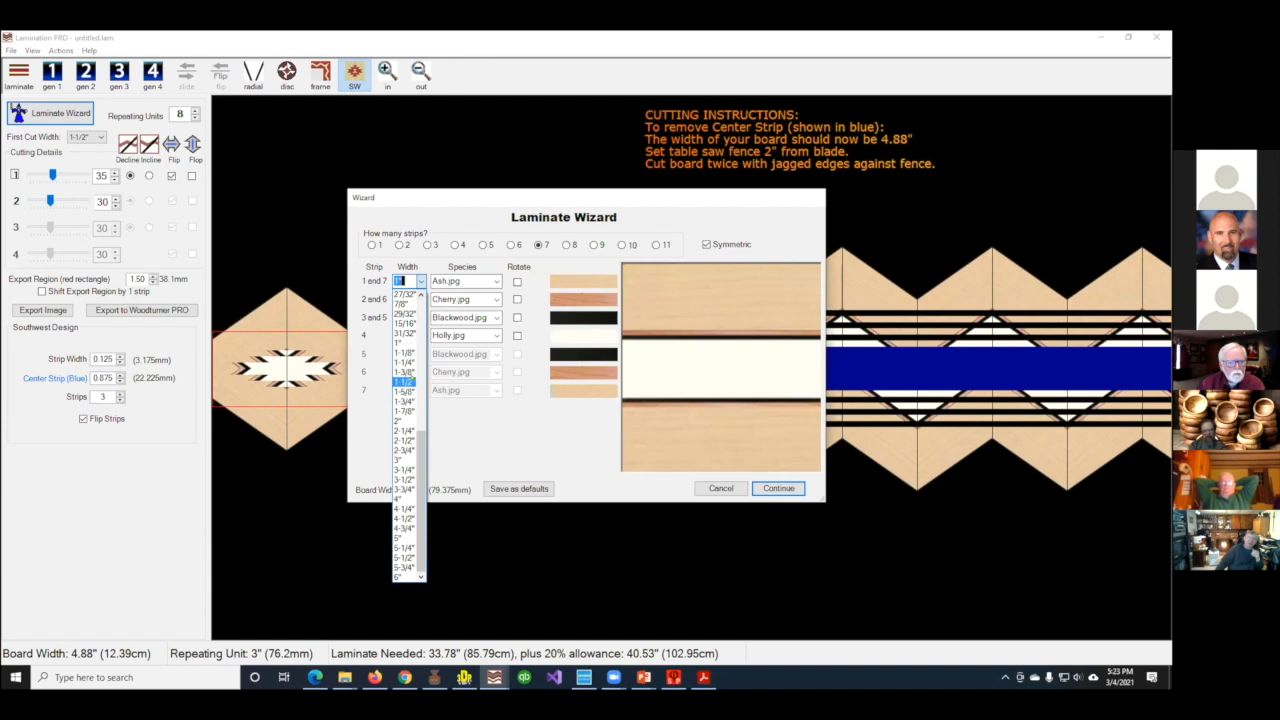 Lamination PRO - untitled.lam
File View Actions Help
laminate gen 1 gen 2 gen 3 gen 4 slide Flip flip radial disc frame SW in out
1 2 3 4
Laminate Wizard Repeating Units 8
First Cut Width: 1-1/2"
Cutting Details Decline Incline Flip Flop
1 35
2 30
3 30
4 30
Export Region (red rectangle) 1.50 38.1mm
Shift Export Region by 1 strip
Export Image Export to Woodturner PRO
Southwest Design
Strip Width 0.125 (3.175mm)
Center Strip (Blue) 0.875 (22.225mm)
Strips 3
Flip Strips
CUTTING INSTRUCTIONS:
To remove Center Strip (shown in blue):
The width of your board should now be 4.88"
Set table saw fence 2" from blade.
Cut board twice with jagged edges against fence.
Wizard
Laminate Wizard
How many strips?
1 2 3 4 5 6 7 8 9 10 11 Symmetric
Strip Width Species Rotate
1 and 7 Ash.jpg
2 and 6 Cherry.jpg
3 and 5 Blackwood.jpg
4 Holly.jpg
5 Blackwood.jpg
6 Cherry.jpg
7 Ash.jpg
27/32"
7/8"
29/32"
15/16"
31/32"
1"
1-1/8"
1-1/4"
1-3/8"
1-1/2"
1-5/8"
1-3/4"
1-7/8"
2"
2-1/4"
2-1/2"
2-3/4"
3"
3-1/4"
3-1/2"
3-3/4"
4"
4-1/4"
4-1/2"
4-3/4"
5"
5-1/4"
5-1/2"
5-3/4"
6"
Board Wi (79.375mm) Save as defaults Cancel Continue
Board Width: 4.88" (12.39cm) Repeating Unit: 3" (76.2mm) Laminate Needed: 33.78" (85.79cm), plus 20% allowance: 40.53" (102.95cm)
Type here to search
5:23 PM
3/4/2021